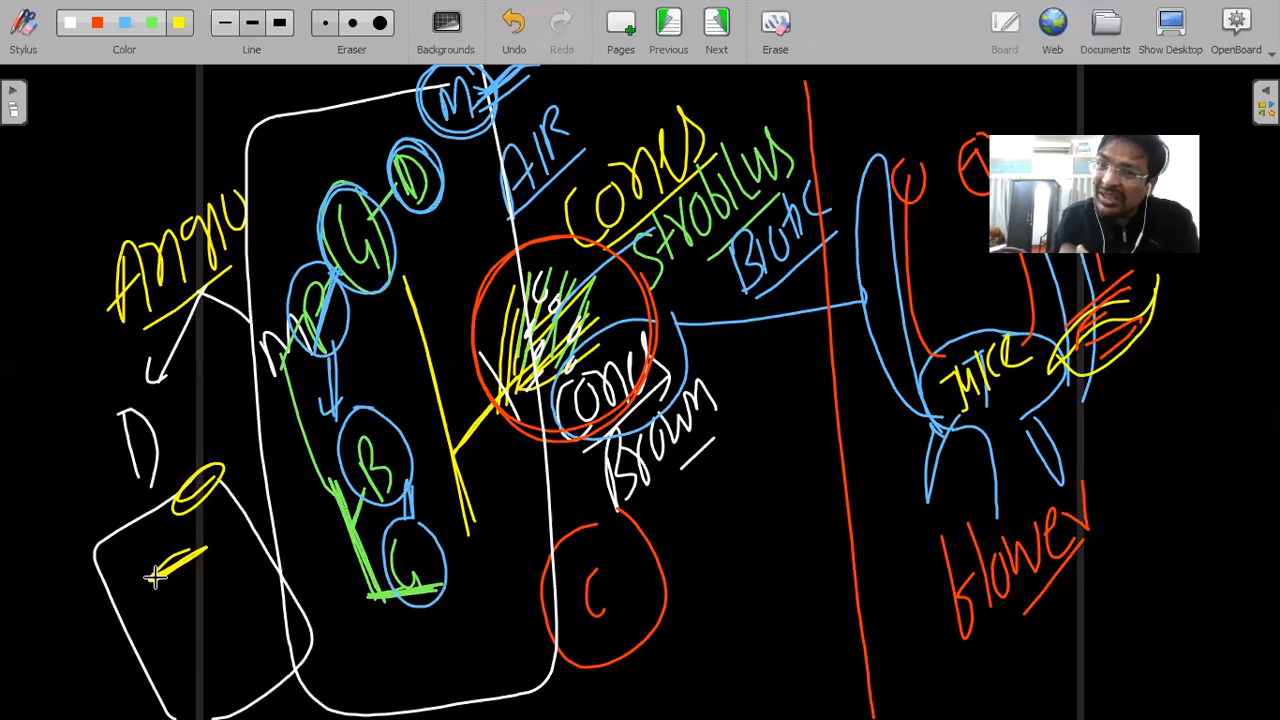 Stylus
Color
Line
Eraser
Backgrounds
Undo
Redo
Pages
Previous
Next
Erase
Board
Web
Documents
Show Desktop
OpenBoard
M
AIR
Cones
Strobilus
Biotic
D
G
Angio
M
P
B
G
D
Cones
Brown
C
Flower